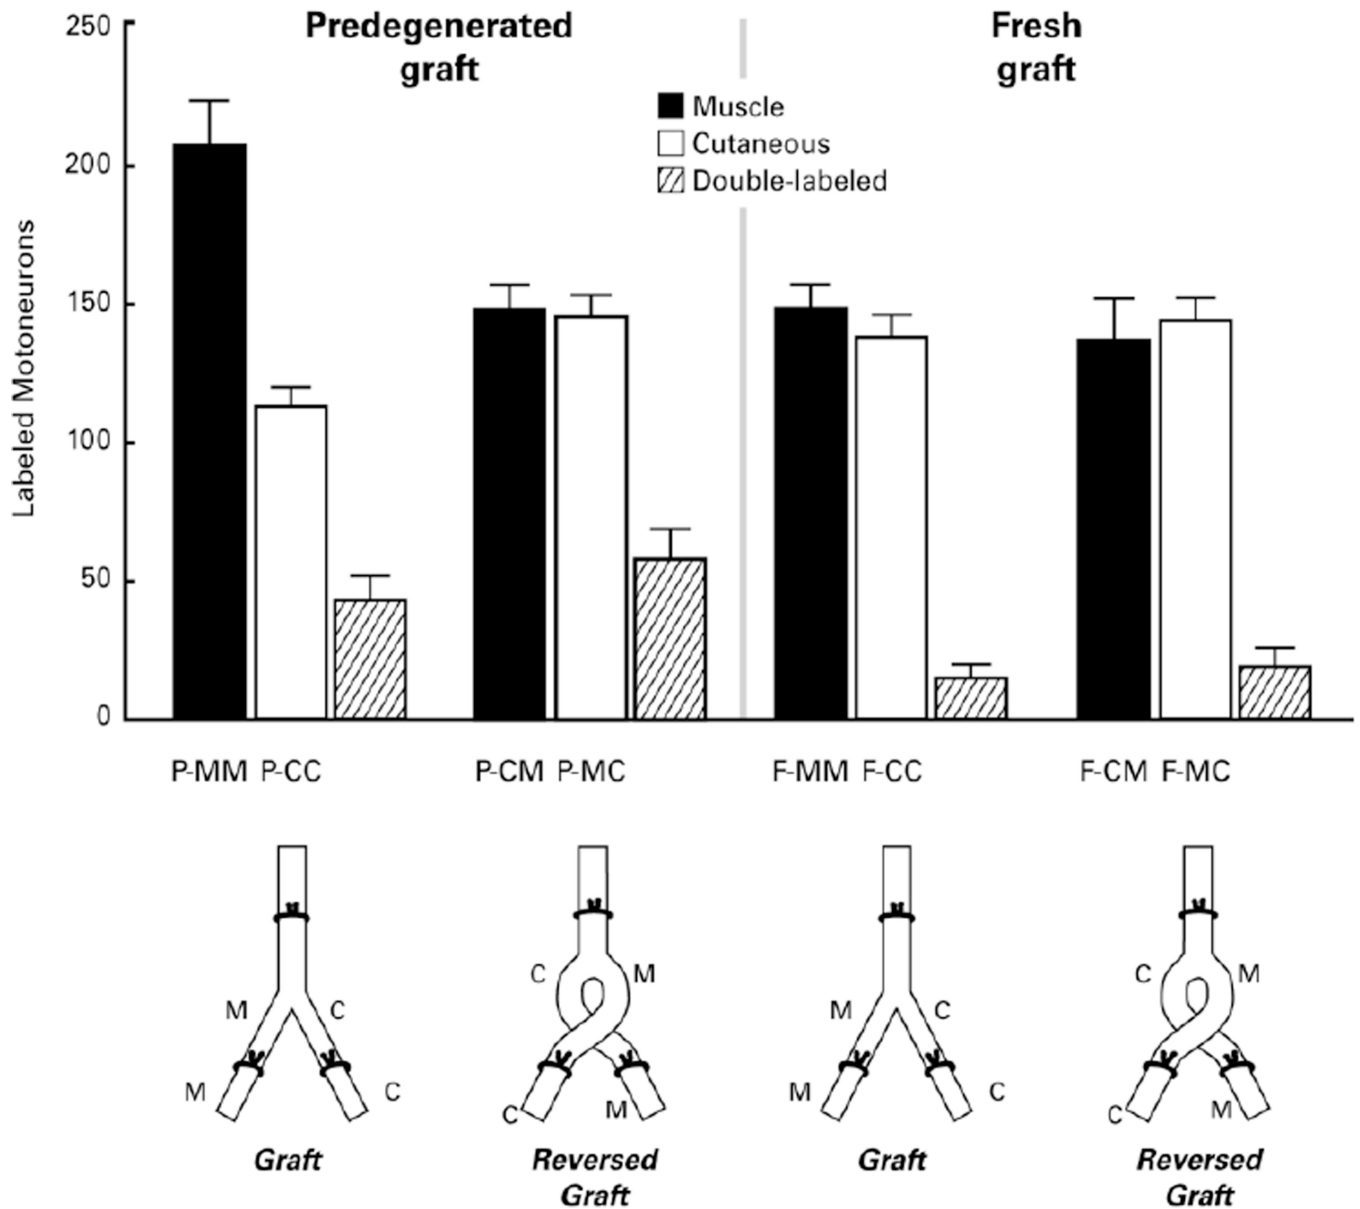 Predegenerated
graft
Fresh
graft
Muscle
Cutaneous
Double-labeled
Labeled Motoneurons
250
200
150
100
50
0
P-MM P-CC
P-CM P-MC
F-MM F-CC
F-CM F-MC
M C
M C
Graft
C M
C M
Reversed
Graft
M C
M C
Graft
C M
C M
Reversed
Graft